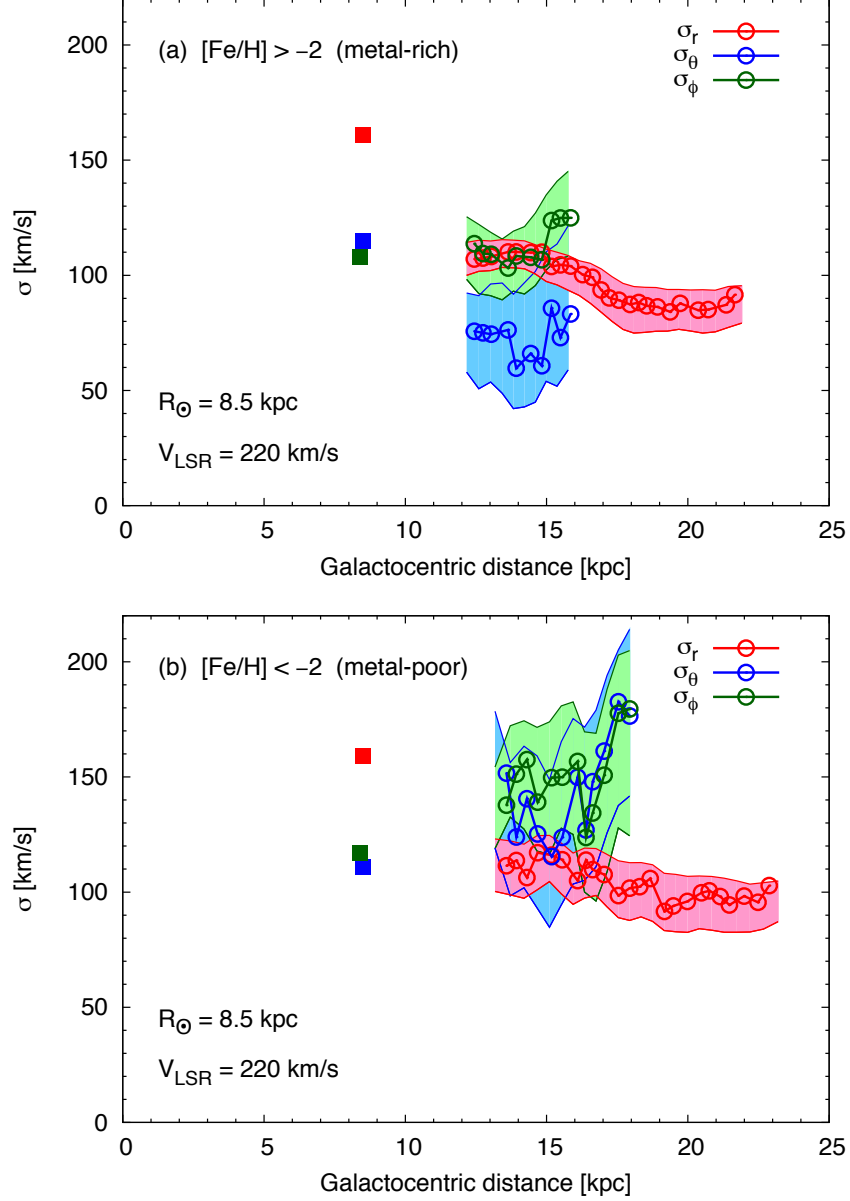 (a) [Fe/H] > −2 (metal-rich)
σr
σθ
σϕ
200
150
100
50
0
σ [km/s]
R⊙ = 8.5 kpc
VLSR = 220 km/s
0 5 10 15 20 25
Galactocentric distance [kpc]
(b) [Fe/H] < −2 (metal-poor)
σr
σθ
σϕ
200
150
100
50
0
σ [km/s]
R⊙ = 8.5 kpc
VLSR = 220 km/s
0 5 10 15 20 25
Galactocentric distance [kpc]